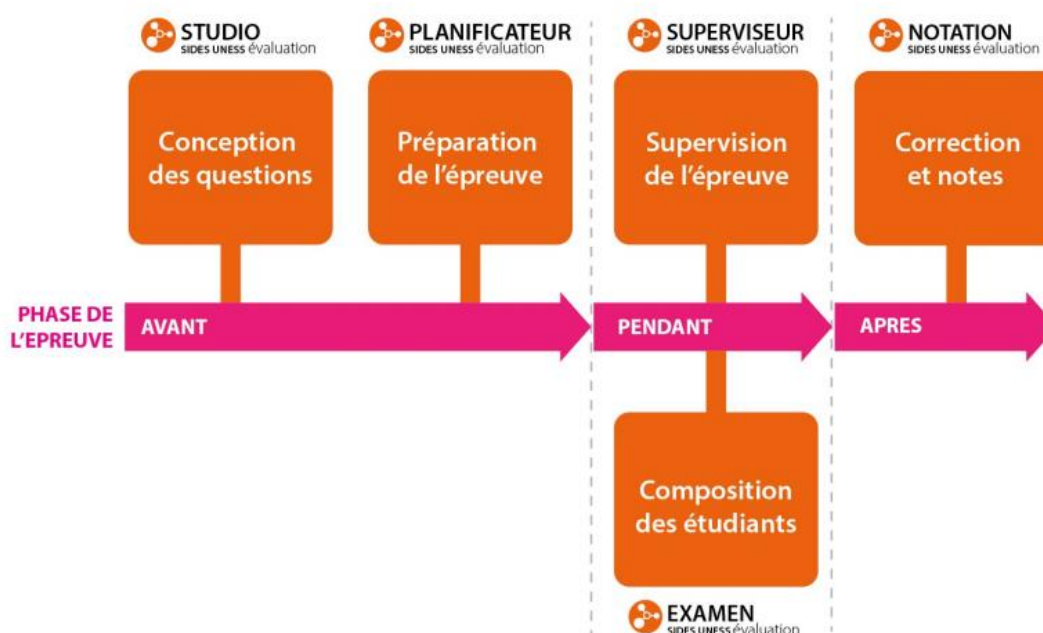 STUDIO
SIDES UNESS évaluation
PLANIFICATEUR
SIDES UNESS évaluation
SUPERVISEUR
SIDES UNESS évaluation
NOTATION
SIDES UNESS évaluation
Conception
des questions
Préparation
de l'épreuve
Supervision
de l'épreuve
Correction
et notes
PHASE DE
L'EPREUVE
AVANT
PENDANT
APRES
Composition
des étudiants
EXAMEN
SIDES UNESS évaluation